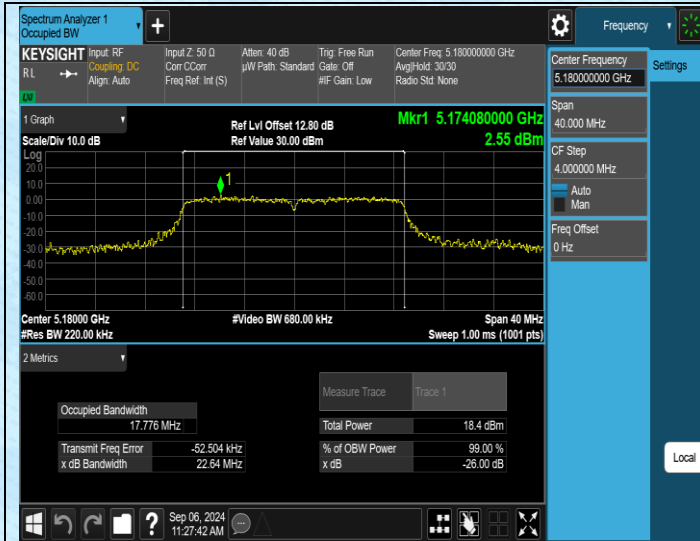 Spectrum Analyzer 1
Occupied BW
+
Frequency
KEYSIGHT
RL
LXI
Input: RF
Coupling: DC
Align: Auto
Input Z: 50 Ω
Corr CCorr
Freq Ref: Int (S)
Atten: 40 dB
µW Path: Standard
Trig: Free Run
Gate: Off
#IF Gain: Low
Center Freq: 5.180000000 GHz
Avg|Hold: 30/30
Radio Std: None
Center Frequency
5.180000000 GHz
Settings
Span
40.000 MHz
CF Step
4.000000 MHz
Auto
Man
Freq Offset
0 Hz
1 Graph
Scale/Div 10.0 dB
Ref Lvl Offset 12.80 dB
Ref Value 30.00 dBm
Mkr1 5.174080000 GHz
2.55 dBm
Log
20.0
10.0
0.00
-10.0
-20.0
-30.0
-40.0
-50.0
-60.0
1
Center 5.18000 GHz
#Res BW 220.00 kHz
#Video BW 680.00 kHz
Span 40 MHz
Sweep 1.00 ms (1001 pts)
2 Metrics
Measure Trace
Trace 1
Occupied Bandwidth
17.776 MHz
Total Power
18.4 dBm
Transmit Freq Error
-52.504 kHz
% of OBW Power
99.00 %
x dB Bandwidth
22.64 MHz
x dB
-26.00 dB
Local
?
Sep 06, 2024
11:27:42 AM